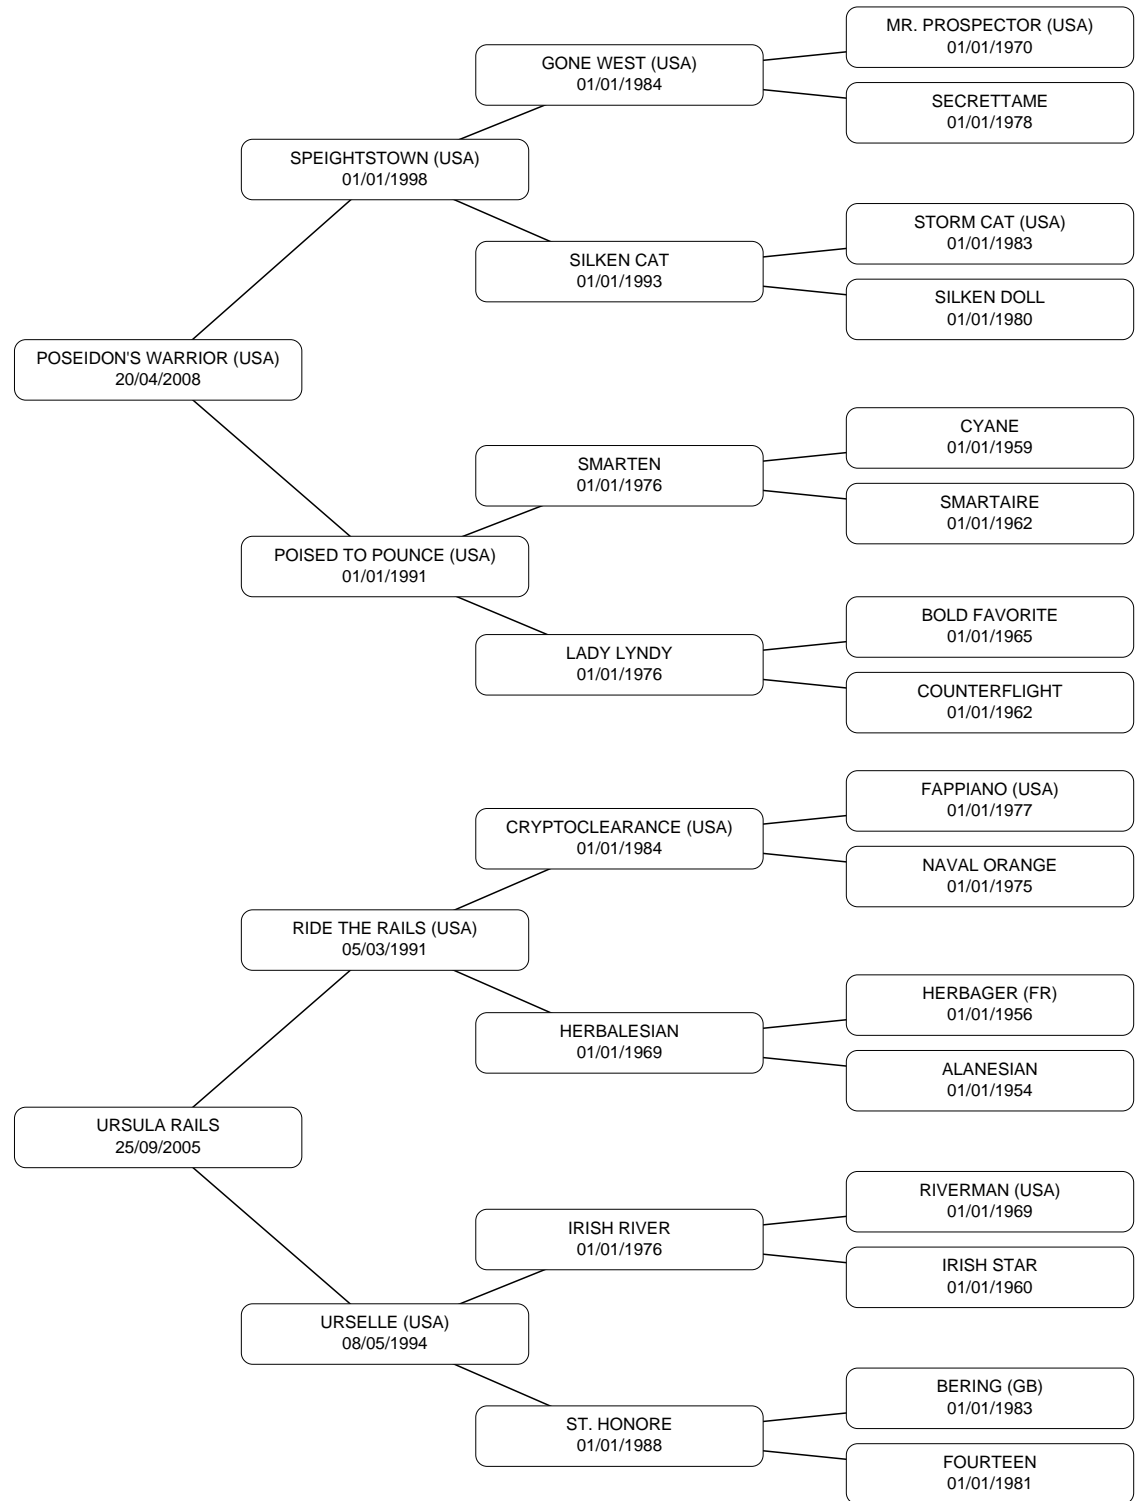 MR. PROSPECTOR (USA)
01/01/1970
GONE WEST (USA)
01/01/1984
SECRETTAME
01/01/1978
SPEIGHTSTOWN (USA)
01/01/1998
STORM CAT (USA)
01/01/1983
SILKEN CAT
01/01/1993
SILKEN DOLL
01/01/1980
POSEIDON'S WARRIOR (USA)
20/04/2008
CYANE
01/01/1959
SMARTEN
01/01/1976
SMARTAIRE
01/01/1962
POISED TO POUNCE (USA)
01/01/1991
BOLD FAVORITE
01/01/1965
LADY LYNDY
01/01/1976
COUNTERFLIGHT
01/01/1962
FAPPIANO (USA)
01/01/1977
CRYPTOCLEARANCE (USA)
01/01/1984
NAVAL ORANGE
01/01/1975
RIDE THE RAILS (USA)
05/03/1991
HERBAGER (FR)
01/01/1956
HERBALESIAN
01/01/1969
ALANESIAN
01/01/1954
URSULA RAILS
25/09/2005
RIVERMAN (USA)
01/01/1969
IRISH RIVER
01/01/1976
IRISH STAR
01/01/1960
URSELLE (USA)
08/05/1994
BERING (GB)
01/01/1983
ST. HONORE
01/01/1988
FOURTEEN
01/01/1981